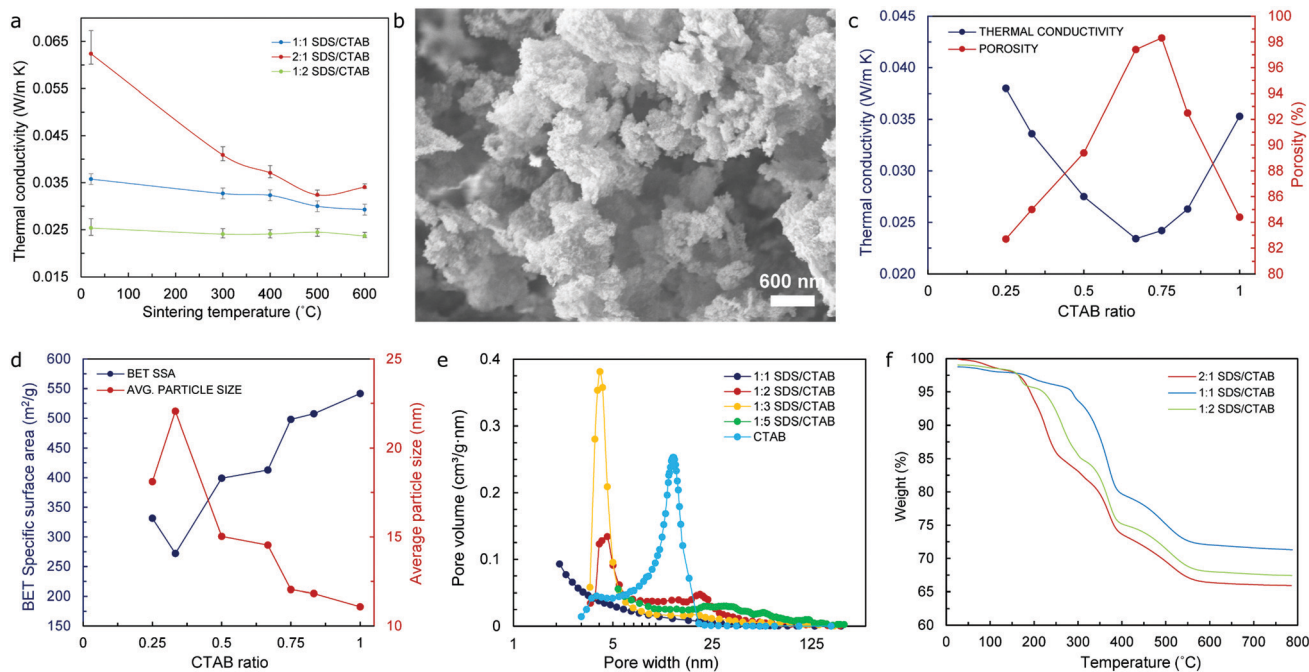 a
0.065
0.055
0.045
0.035
0.025
0.015
Thermal conductivity (W/m K)
1:1 SDS/CTAB
2:1 SDS/CTAB
1:2 SDS/CTAB
0 100 200 300 400 500 600
Sintering temperature (˚C)
b
600 nm
c
0.045
0.040
0.035
0.030
0.025
0.020
Thermal conductivity (W/m K)
THERMAL CONDUCTIVITY
POROSITY
100
98
96
94
92
90
88
86
84
82
80
Porosity (%)
0 0.25 0.5 0.75 1
CTAB ratio
d
600
550
500
450
400
350
300
250
200
150
BET Specific surface area (m²/g)
BET SSA
AVG. PARTICLE SIZE
25
20
15
10
Average particle size (nm)
0 0.25 0.5 0.75 1
CTAB ratio
e
0.4
0.3
0.2
0.1
0
Pore volume (cm³/g·nm)
1:1 SDS/CTAB
1:2 SDS/CTAB
1:3 SDS/CTAB
1:5 SDS/CTAB
CTAB
1 5 25 125
Pore width (nm)
f
100
95
90
85
80
75
70
65
60
Weight (%)
2:1 SDS/CTAB
1:1 SDS/CTAB
1:2 SDS/CTAB
0 100 200 300 400 500 600 700 800
Temperature (˚C)